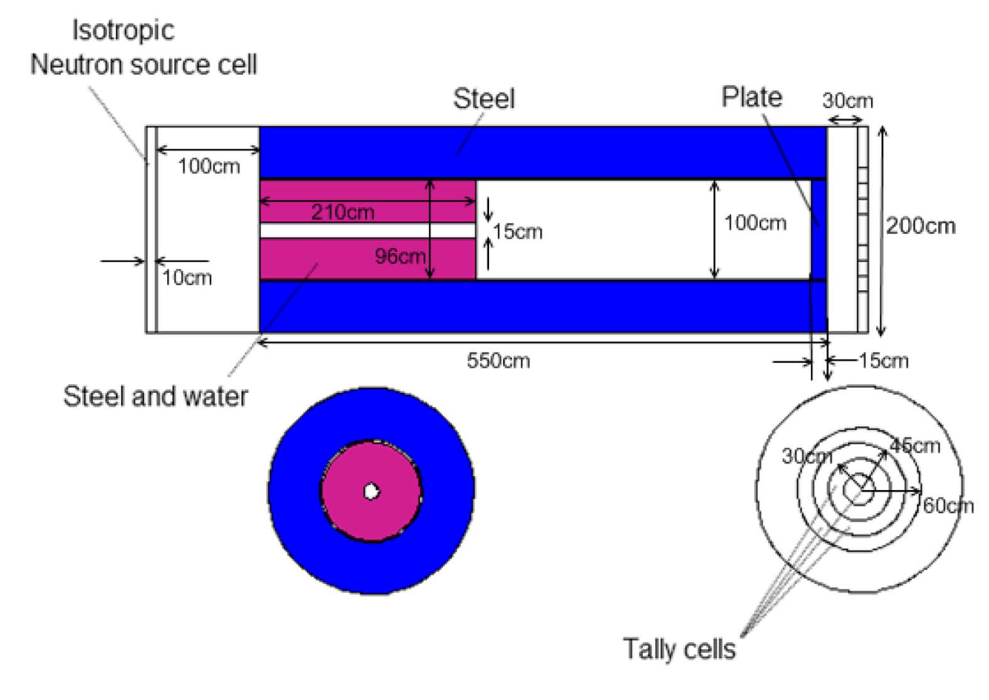 Isotropic
Neutron source cell
Steel
Plate
30cm
100cm
210cm
15cm
100cm
200cm
96cm
10cm
550cm
15cm
Steel and water
30cm
45cm
60cm
Tally cells